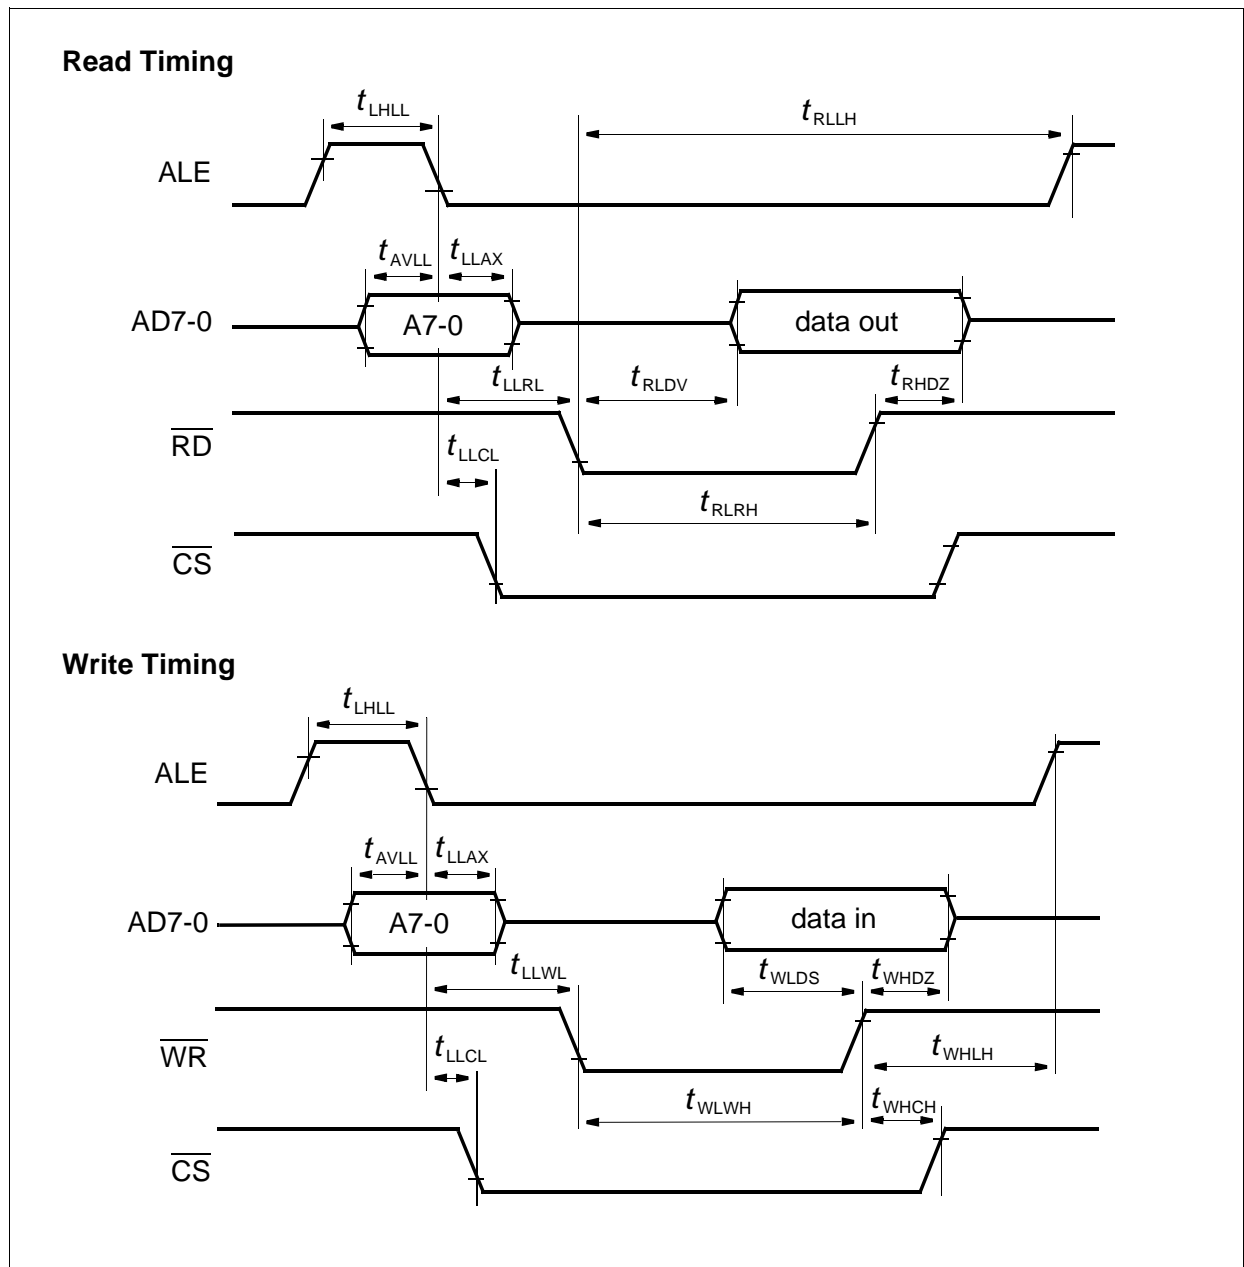 Read Timing
tLHLL
tRLLH
ALE
tAVLL tLLAX
AD7-0 A7-0 data out
tLLRL tRLDV tRHDZ
RD
tLLCL
tRLRH
CS
Write Timing
tLHLL
ALE
tAVLL tLLAX
AD7-0 A7-0 data in
tLLWL tWLDS tWHDZ
WR
tLLCL tWHLH
tWLWH tWHCH
CS